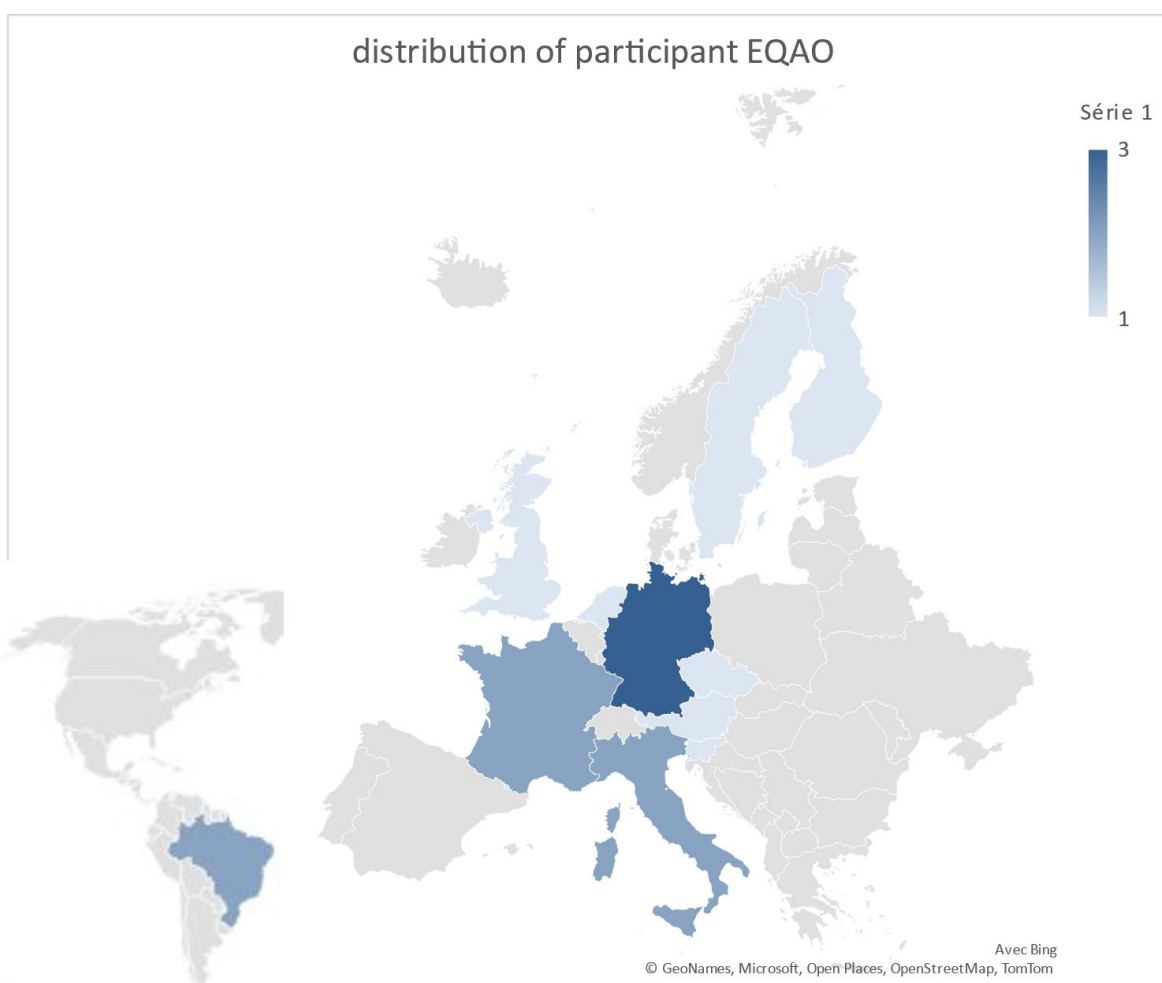 distribution of participant EQAO
Série 1
3
1
Avec Bing
© GeoNames, Microsoft, Open Places, OpenStreetMap, TomTom